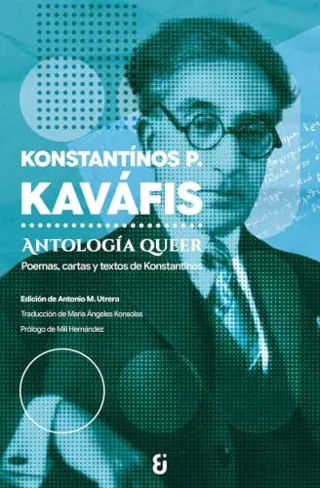 KONSTANTÍNOS P.
KAVÁFIS
ANTOLOGÍA QUEER
Poemas, cartas y textos de Konstantínos
Edición de Antonio M. Utrera
Traducción de María Ángeles Konsolas
Prólogo de Mili Hernández